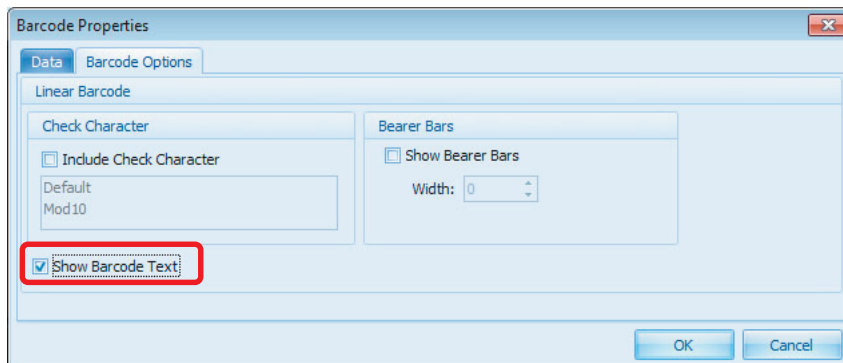 Barcode Properties
Data Barcode Options
Linear Barcode
Check Character
Include Check Character
Default
Mod10
Bearer Bars
Show Bearer Bars
Width: 0
Show Barcode Text
OK Cancel